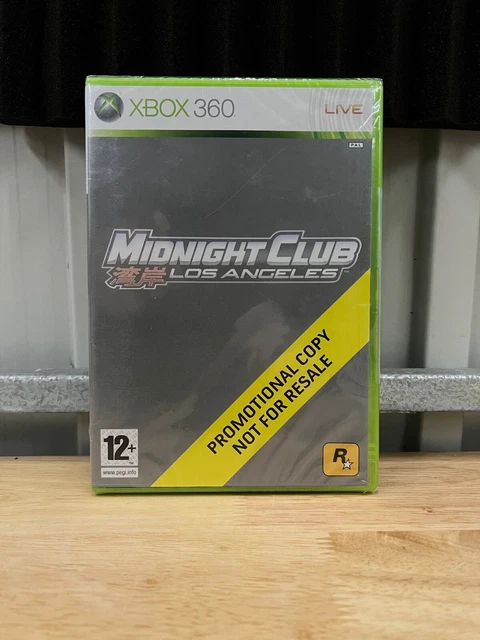 XBOX 360
LIVE
PAL
MIDNIGHT CLUB
湾岸 LOS ANGELES
PROMOTIONAL COPY
NOT FOR RESALE
12+
www.pegi.info
R